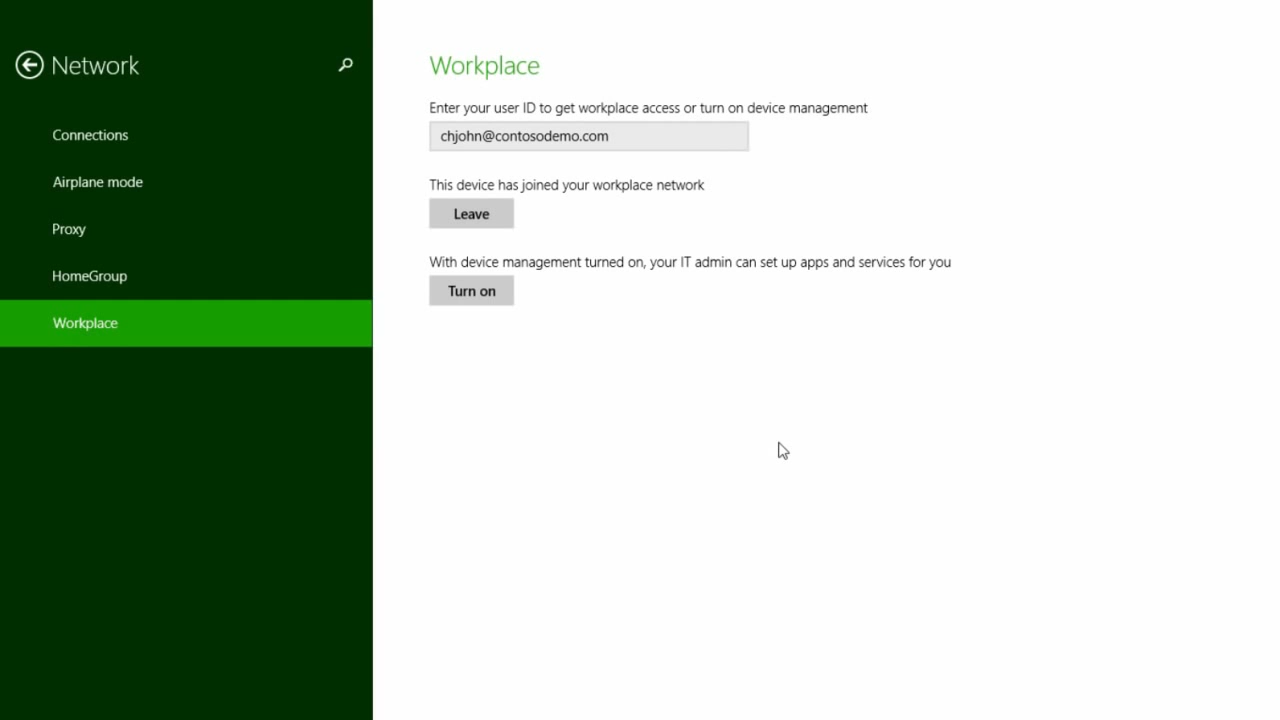 Network
Connections
Airplane mode
Proxy
HomeGroup
Workplace
Workplace
Enter your user ID to get workplace access or turn on device management
chjohn@contosodemo.com
This device has joined your workplace network
Leave
With device management turned on, your IT admin can set up apps and services for you
Turn on